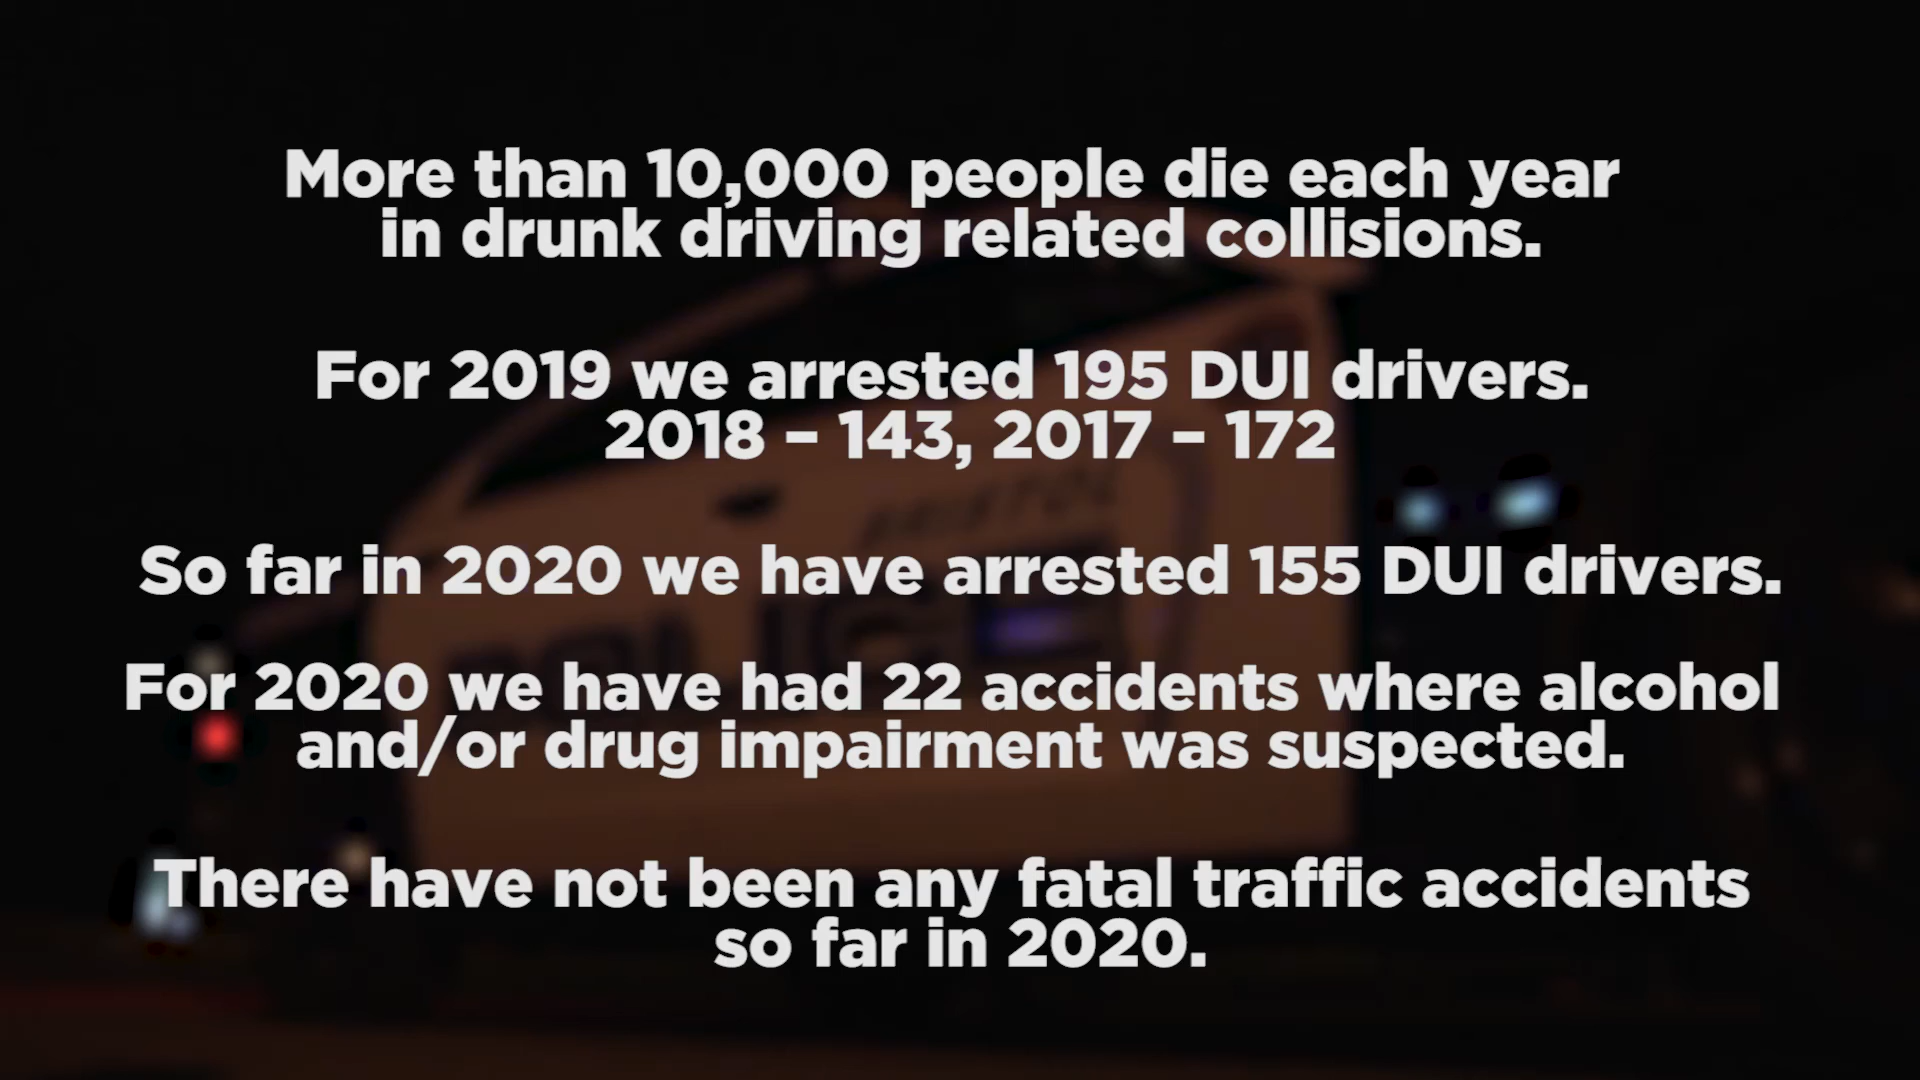 More than 10,000 people die each year
in drunk driving related collisions.
For 2019 we arrested 195 DUI drivers.
2018 – 143, 2017 – 172
BRISTOL
So far in 2020 we have arrested 155 DUI drivers.
POLICE
For 2020 we have had 22 accidents where alcohol
and/or drug impairment was suspected.
There have not been any fatal traffic accidents
so far in 2020.